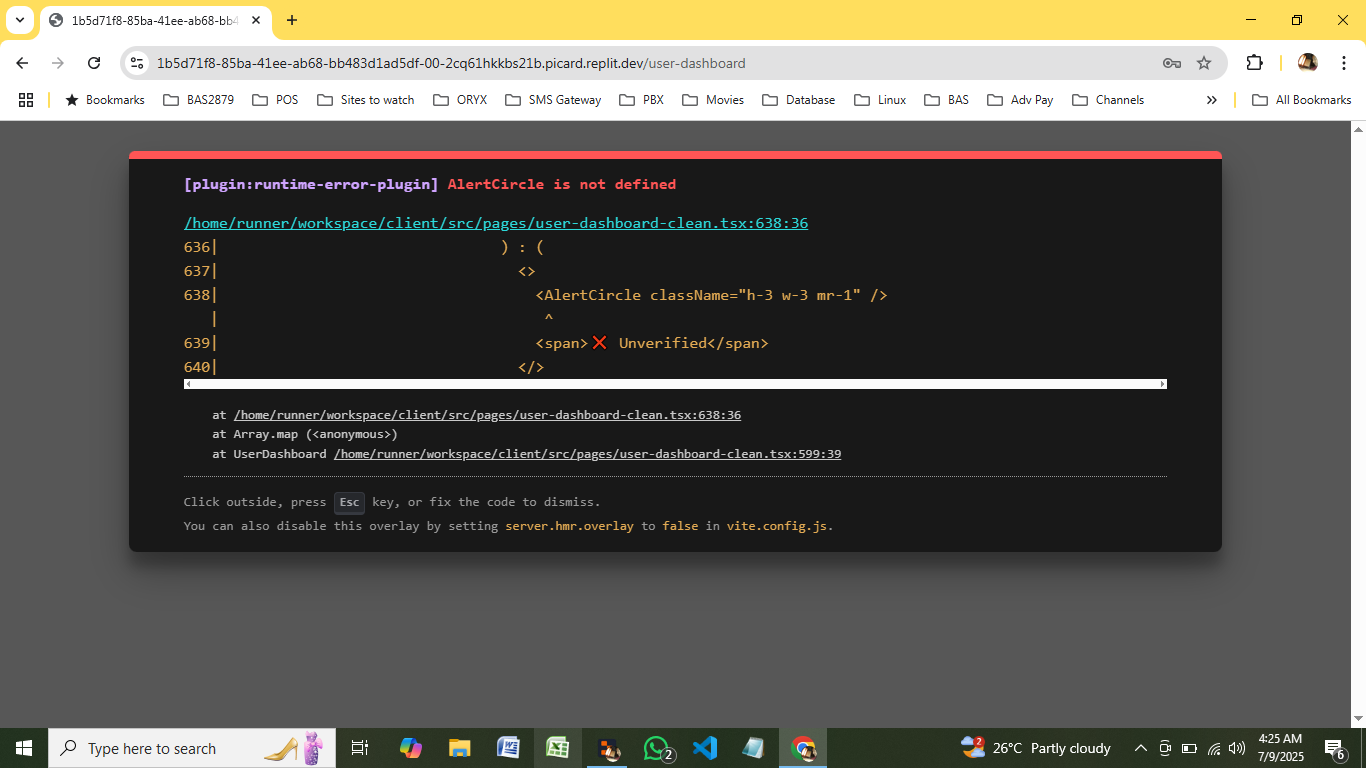 1b5d71f8-85ba-41ee-ab68-bb4
1b5d71f8-85ba-41ee-ab68-bb483d1ad5df-00-2cq61hkkbs21b.picard.replit.dev/user-dashboard
Bookmarks BAS2879 POS Sites to watch ORYX SMS Gateway PBX Movies Database Linux BAS Adv Pay Channels » All Bookmarks
[plugin:runtime-error-plugin] AlertCircle is not defined
/home/runner/workspace/client/src/pages/user-dashboard-clean.tsx:638:36
636| ) : (
637| <>
638| <AlertCircle className="h-3 w-3 mr-1" />
| ^
639| <span>❌ Unverified</span>
640| </>
at /home/runner/workspace/client/src/pages/user-dashboard-clean.tsx:638:36
at Array.map (<anonymous>)
at UserDashboard /home/runner/workspace/client/src/pages/user-dashboard-clean.tsx:599:39
Click outside, press Esc key, or fix the code to dismiss.
You can also disable this overlay by setting server.hmr.overlay to false in vite.config.js.
Type here to search
2
2
26°C Partly cloudy
4:25 AM
7/9/2025
6